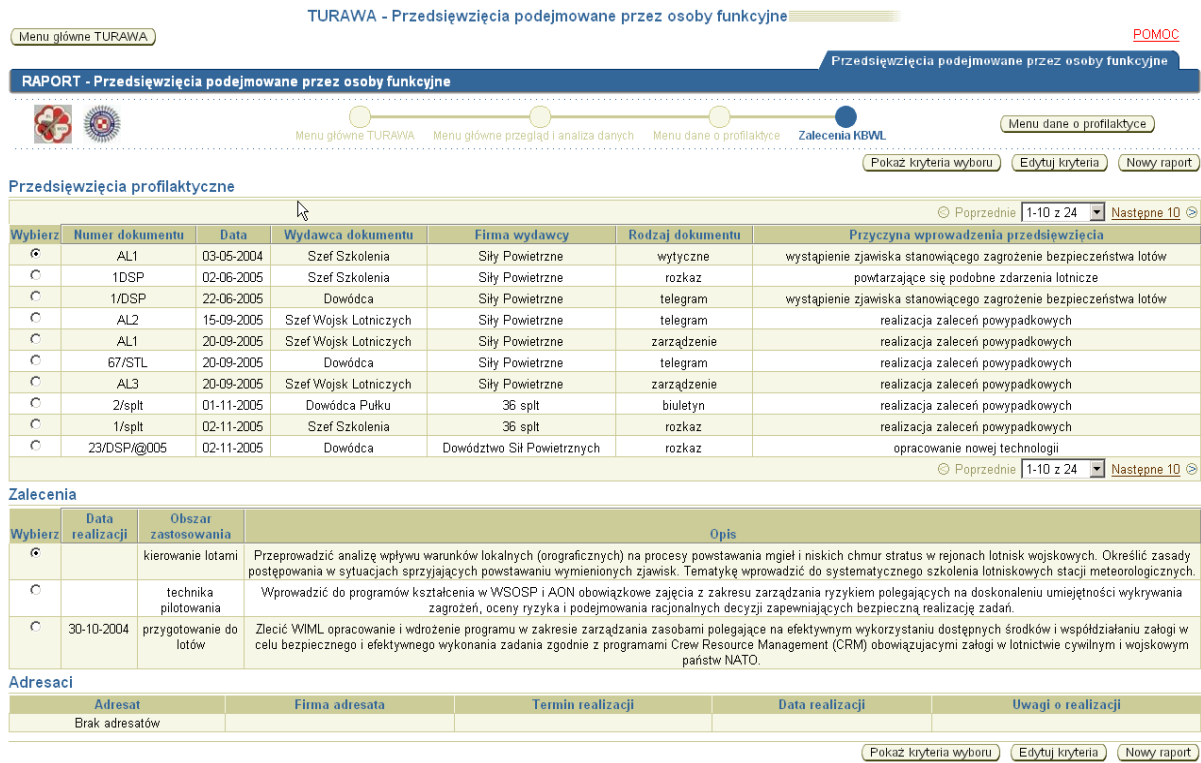 TURAWA - Przedsięwzięcia podejmowane przez osoby funkcyjne
Menu główne TURAWA
POMOC
Przedsięwzięcia podejmowane przez osoby funkcyjne
RAPORT - Przedsięwzięcia podejmowane przez osoby funkcyjne
Menu główne TURAWA Menu główne przegląd i analiza danych Menu dane o profilaktyce Zalecenia KBWL
Menu dane o profilaktyce
Pokaż kryteria wyboru Edytuj kryteria Nowy raport
Przedsięwzięcia profilaktyczne
Poprzednie 1-10 z 24 Następne 10
Wybierz Numer dokumentu Data Wydawca dokumentu Firma wydawcy Rodzaj dokumentu Przyczyna wprowadzenia przedsięwzięcia
AL1 03-05-2004 Szef Szkolenia Siły Powietrzne wytyczne wystąpienie zjawiska stanowiącego zagrożenie bezpieczeństwa lotów
1DSP 02-06-2005 Szef Szkolenia Siły Powietrzne rozkaz powtarzające się podobne zdarzenia lotnicze
1/DSP 22-06-2005 Dowódca Siły Powietrzne telegram wystąpienie zjawiska stanowiącego zagrożenie bezpieczeństwa lotów
AL2 15-09-2005 Szef Wojsk Lotniczych Siły Powietrzne telegram realizacja zaleceń powypadkowych
AL1 20-09-2005 Szef Wojsk Lotniczych Siły Powietrzne zarządzenie realizacja zaleceń powypadkowych
67/STL 20-09-2005 Dowódca Siły Powietrzne telegram realizacja zaleceń powypadkowych
AL3 20-09-2005 Szef Wojsk Lotniczych Siły Powietrzne zarządzenie realizacja zaleceń powypadkowych
2/splt 01-11-2005 Dowódca Pułku 36 splt biuletyn realizacja zaleceń powypadkowych
1/splt 02-11-2005 Szef Szkolenia 36 splt rozkaz realizacja zaleceń powypadkowych
23/DSP/@005 02-11-2005 Dowódca Dowództwo Sił Powietrznych rozkaz opracowanie nowej technologii
Poprzednie 1-10 z 24 Następne 10
Zalecenia
Wybierz Data realizacji Obszar zastosowania Opis
kierowanie lotami Przeprowadzić analizę wpływu warunków lokalnych (orograficznych) na procesy powstawania mgieł i niskich chmur stratus w rejonach lotnisk wojskowych. Określić zasady
postępowania w sytuacjach sprzyjających powstawaniu wymienionych zjawisk. Tematykę wprowadzić do systematycznego szkolenia lotniskowych stacji meteorologicznych.
technika pilotowania Wprowadzić do programów kształcenia w WSOSP i AON obowiązkowe zajęcia z zakresu zarządzania ryzykiem polegających na doskonaleniu umiejętności wykrywania
zagrożeń, oceny ryzyka i podejmowania racjonalnych decyzji zapewniających bezpieczną realizację zadań.
30-10-2004 przygotowanie do lotów Zlecić WIML opracowanie i wdrożenie programu w zakresie zarządzania zasobami polegające na efektywnym wykorzystaniu dostępnych środków i współdziałaniu załogi w
celu bezpiecznego i efektywnego wykonania zadania zgodnie z programami Crew Resource Management (CRM) obowiązujacymi załogi w lotnictwie cywilnym i wojskowym
państw NATO.
Adresaci
Adresat Firma adresata Termin realizacji Data realizacji Uwagi o realizacji
Brak adresatów
Pokaż kryteria wyboru Edytuj kryteria Nowy raport